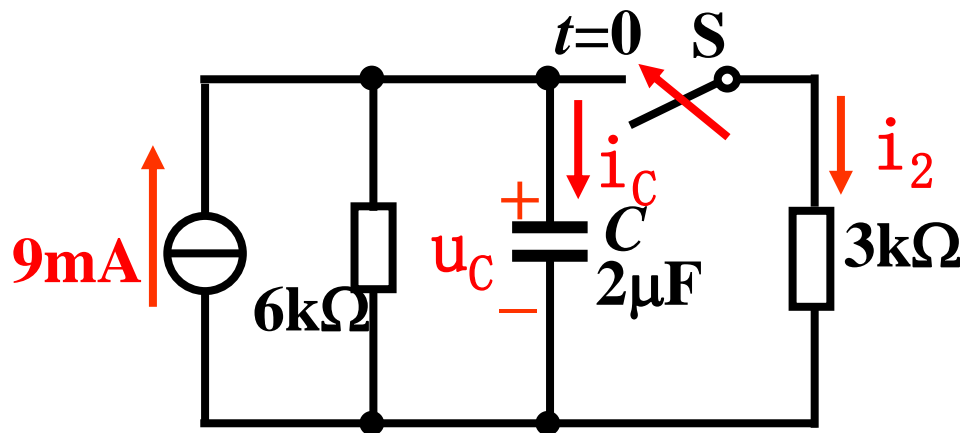 t=0 S
i_C
i_2
+
9mA
u_C
C
3kΩ
6kΩ
2μF
−